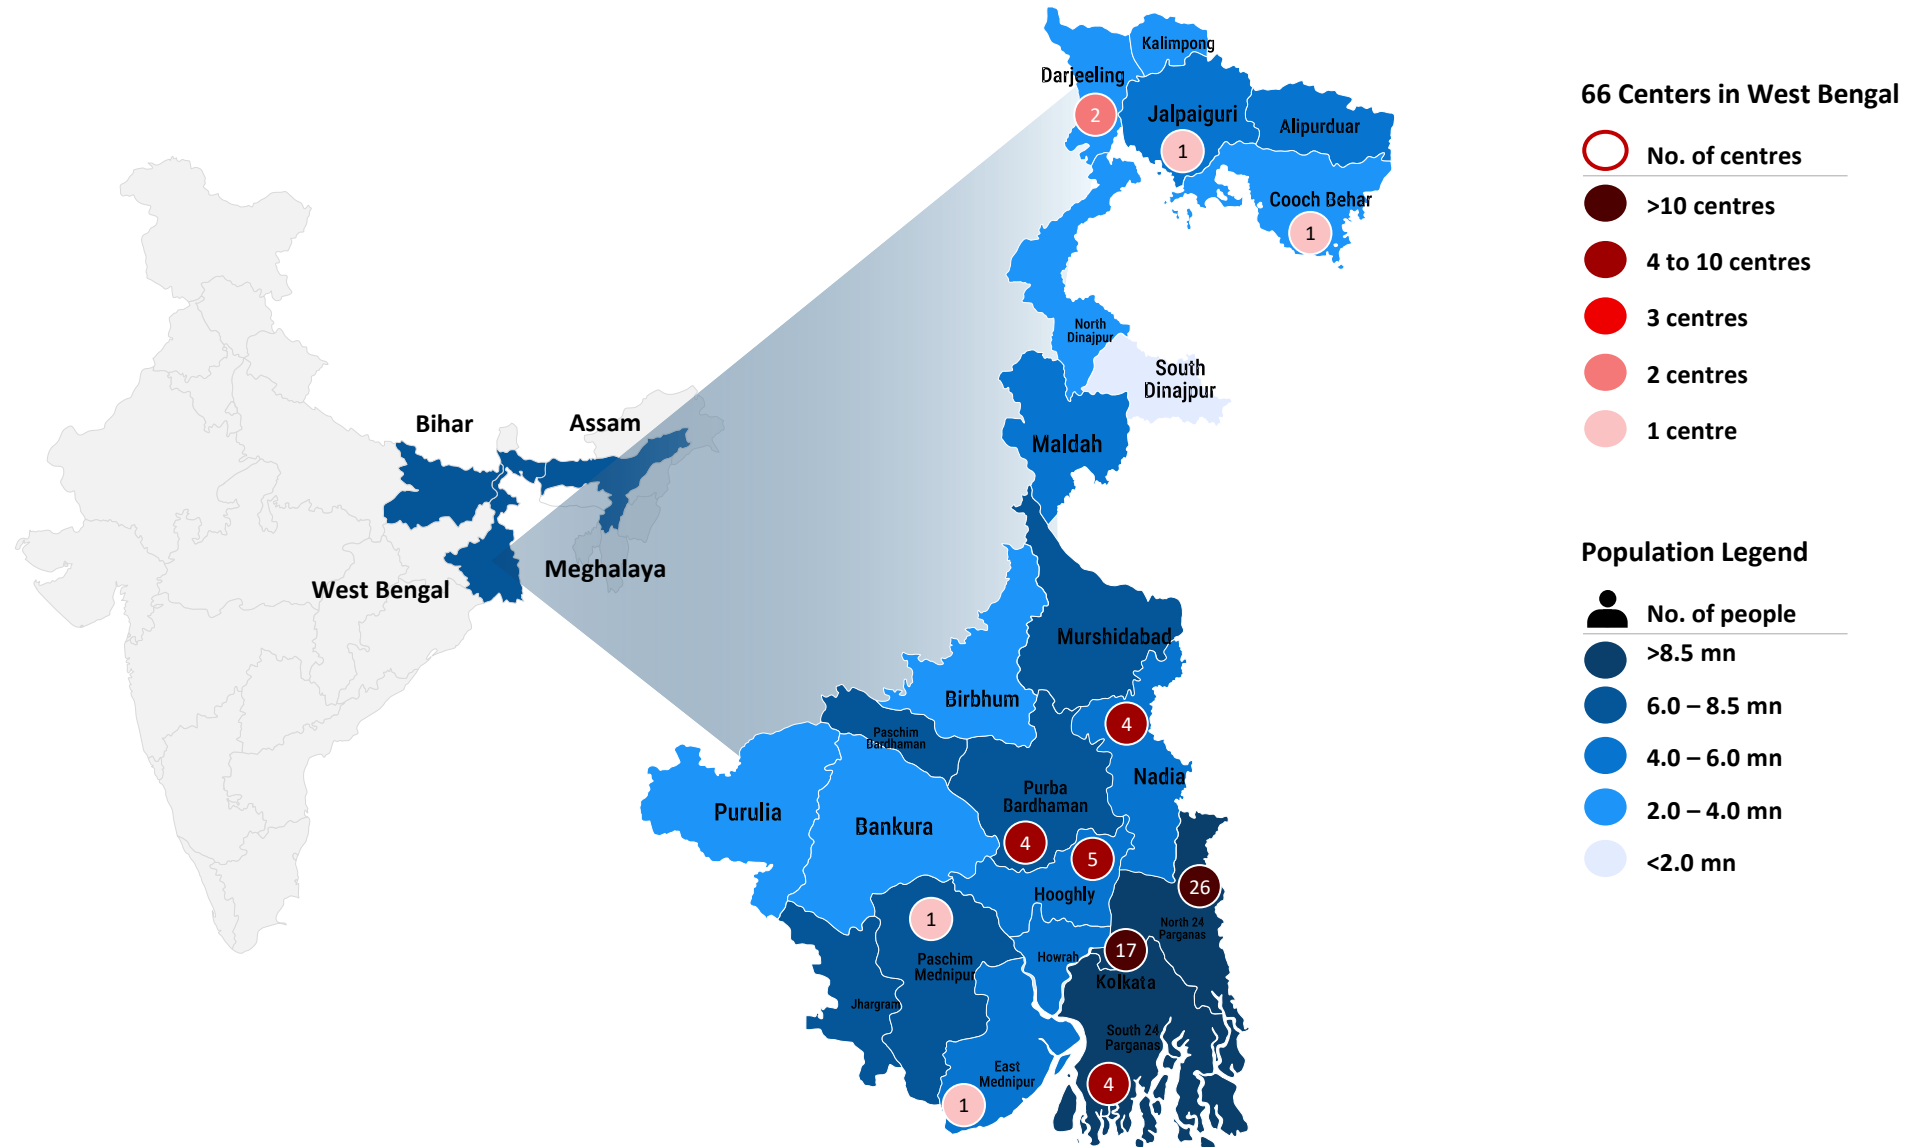 Bihar
Assam
West Bengal
Meghalaya
Kalimpong
Darjeeling
2
Jalpaiguri
1
Alipurduar
Cooch Behar
1
North
Dinajpur
South
Dinajpur
Maldah
Murshidabad
Birbhum
4
Paschim
Bardhaman
Nadia
Purba
Bardhaman
Purulia
Bankura
4
5
Hooghly
26
North 24
Parganas
1
Paschim
Mednipur
Howrah
17
Kolkata
Jhargram
South 24
Parganas
East
Mednipur
4
1
66 Centers in West Bengal
No. of centres
>10 centres
4 to 10 centres
3 centres
2 centres
1 centre
Population Legend
No. of people
>8.5 mn
6.0 – 8.5 mn
4.0 – 6.0 mn
2.0 – 4.0 mn
<2.0 mn